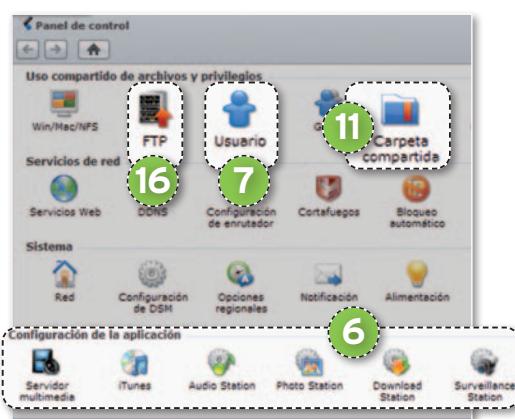 Panel de control
Uso compartido de archivos y privilegios
Win/Mac/NFS
FTP
Usuario
11
Carpeta
compartida
16
7
Servicios de red
Servicios Web
DDNS
Configuración
de enrutador
Cortafuegos
Bloqueo
automático
Sistema
Red
Configuración
de DSM
Opciones
regionales
Notificación
Alimentación
Configuración de la aplicación
6
Servidor
multimedia
iTunes
Audio Station
Photo Station
Download
Station
Surveillance
Station